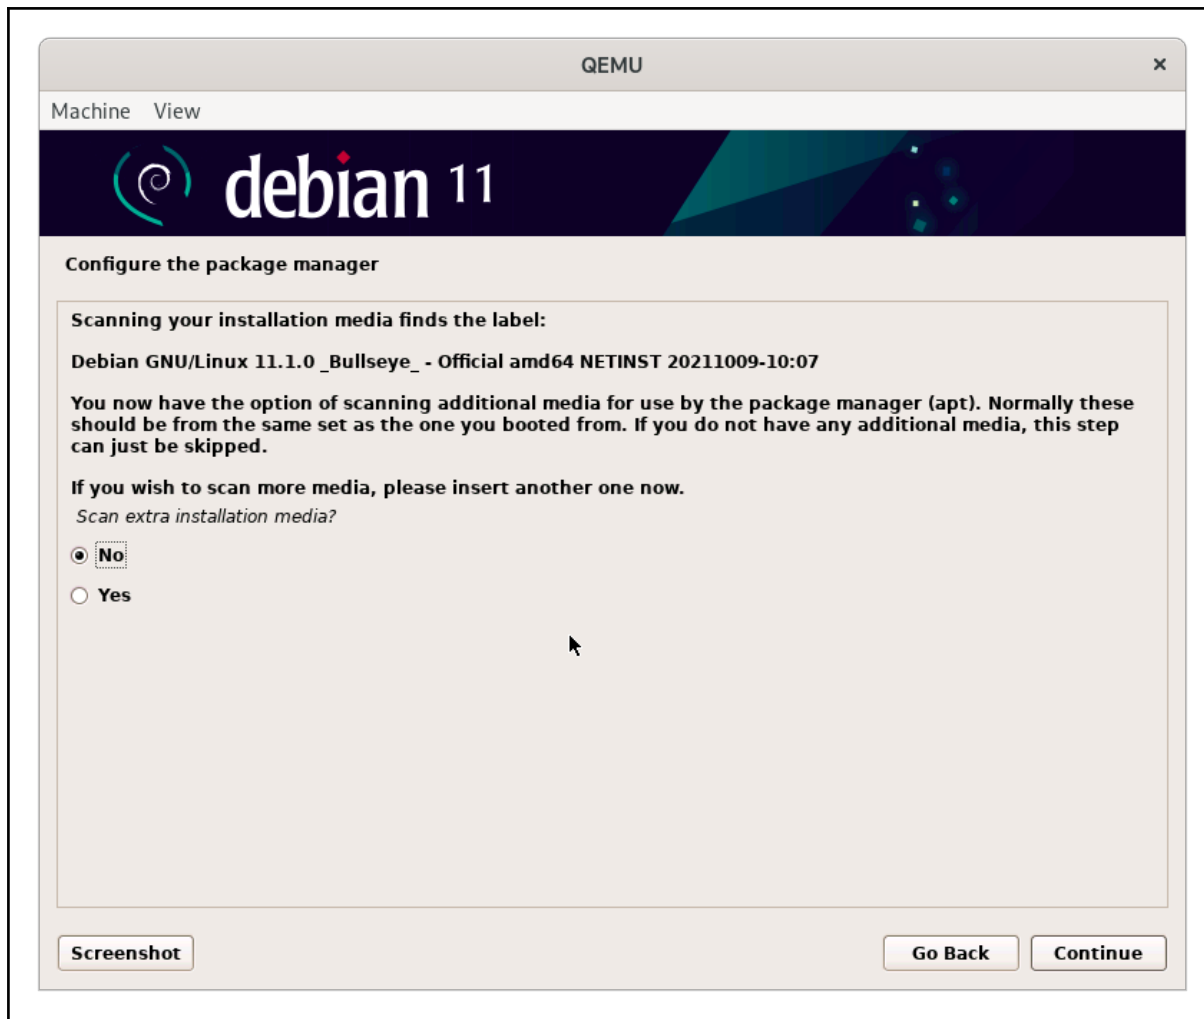 QEMU
Machine View
debian 11
Configure the package manager
Scanning your installation media finds the label:
Debian GNU/Linux 11.1.0 _Bullseye_ - Official amd64 NETINST 20211009-10:07
You now have the option of scanning additional media for use by the package manager (apt). Normally these
should be from the same set as the one you booted from. If you do not have any additional media, this step
can just be skipped.
If you wish to scan more media, please insert another one now.
Scan extra installation media?
No
Yes
Screenshot Go Back Continue